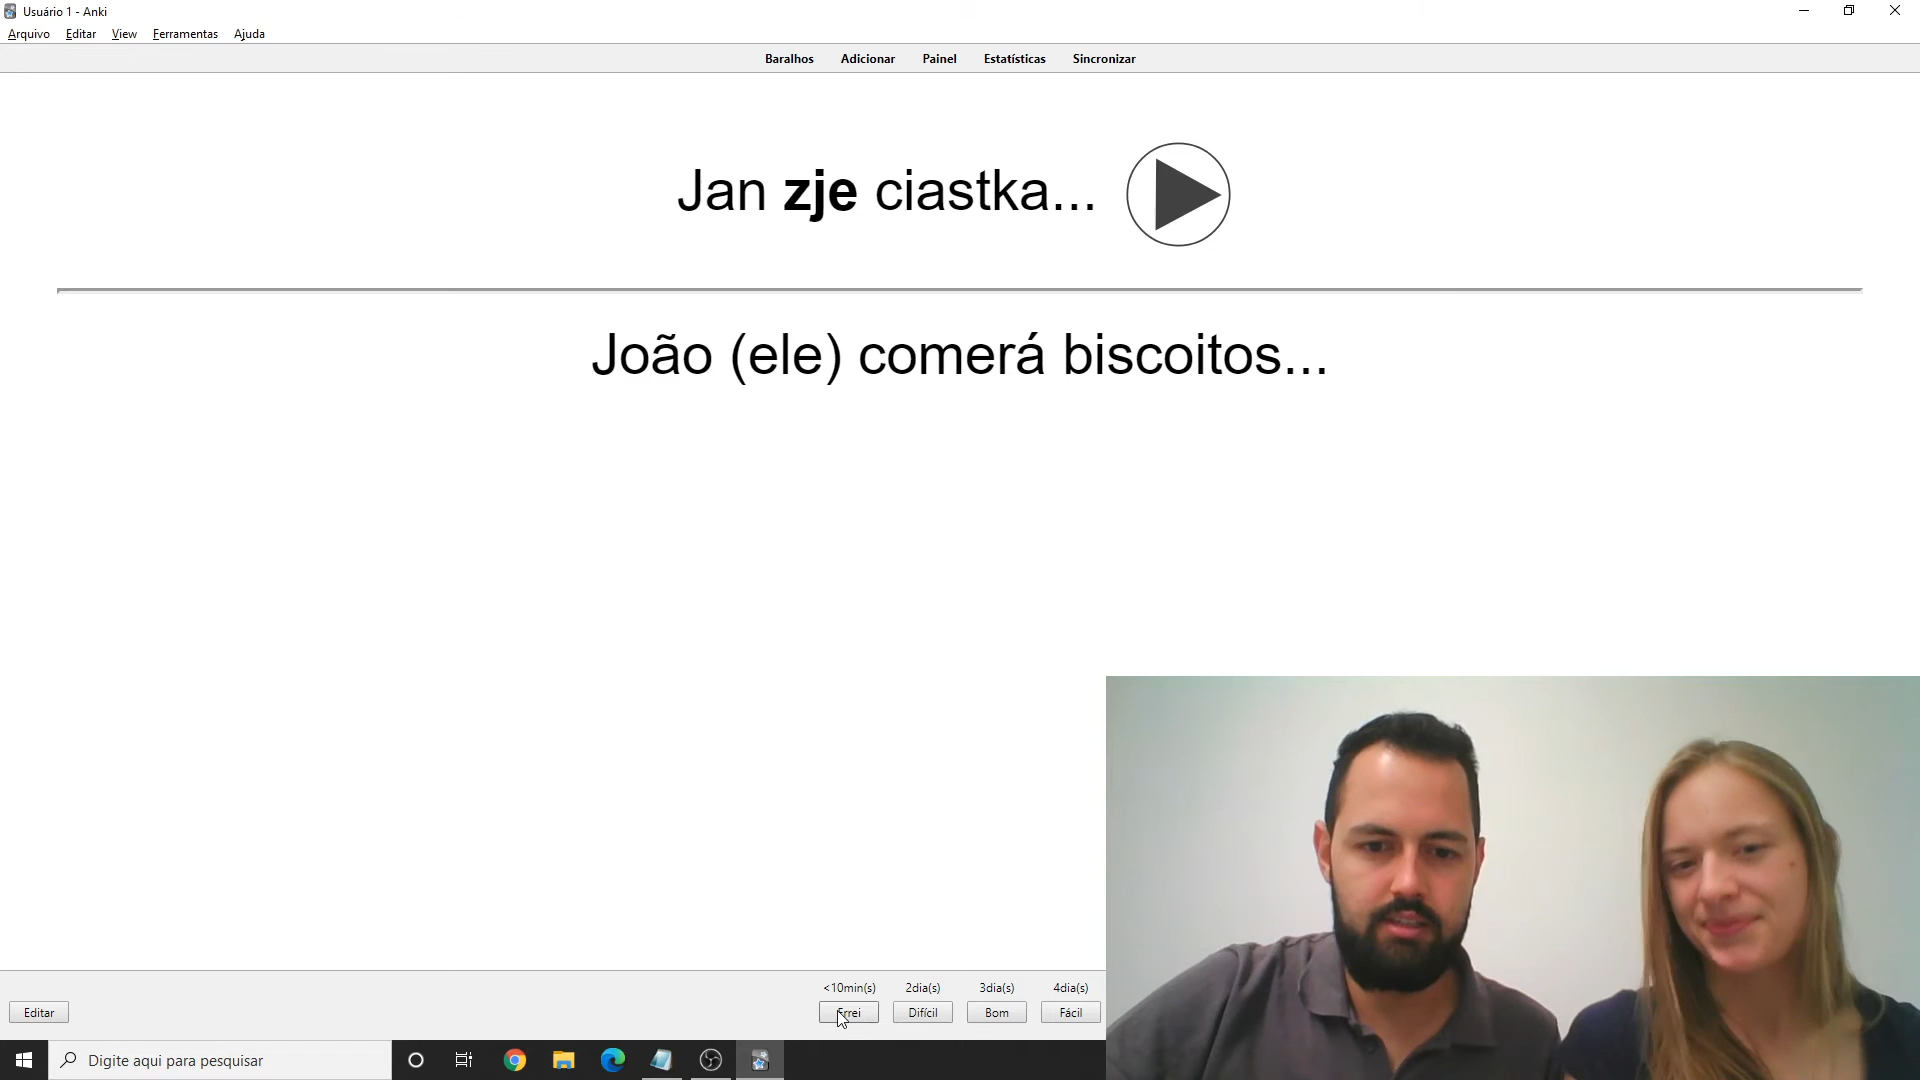 Usuário 1 - Anki
Arquivo Editar View Ferramentas Ajuda
Baralhos Adicionar Painel Estatísticas Sincronizar
Jan zje ciastka...
João (ele) comerá biscoitos...
<10min(s) 2dia(s) 3dia(s) 4dia(s)
Editar Errei Difícil Bom Fácil
Digite aqui para pesquisar